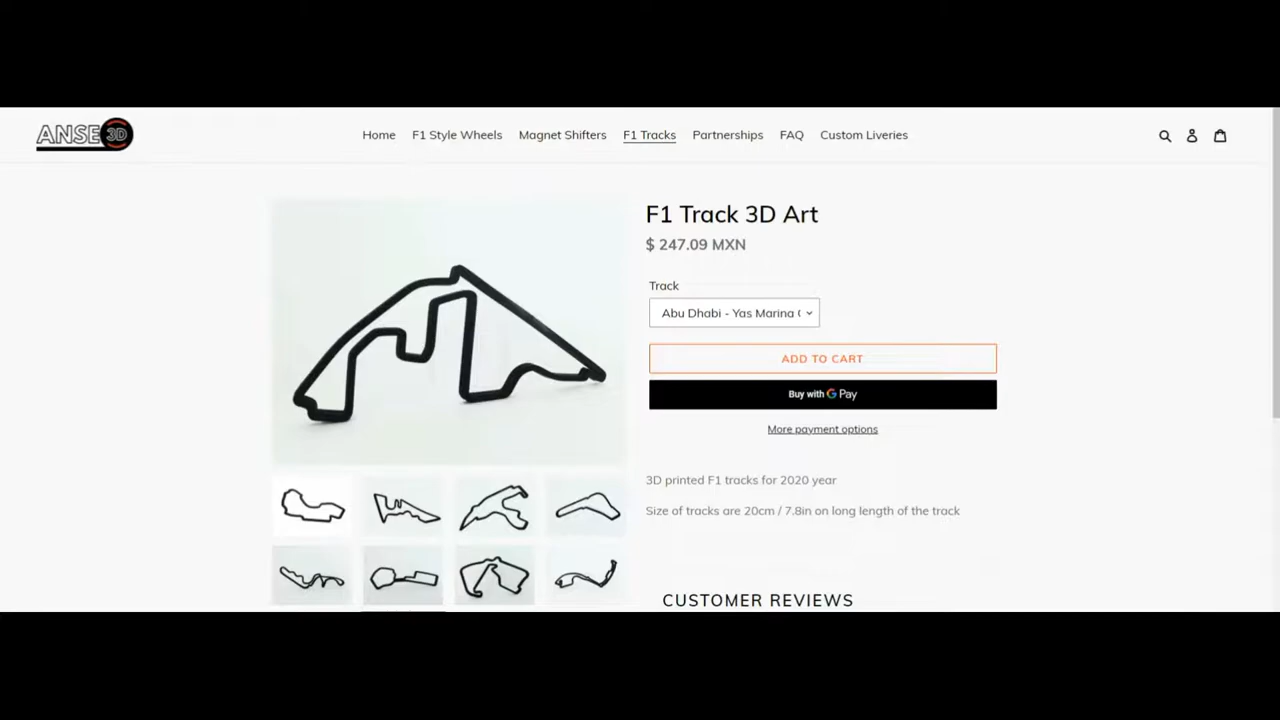 ANSE 3D
Home F1 Style Wheels Magnet Shifters F1 Tracks Partnerships FAQ Custom Liveries
F1 Track 3D Art
$ 247.09 MXN
Track
Abu Dhabi - Yas Marina (
ADD TO CART
Buy with G Pay
More payment options
3D printed F1 tracks for 2020 year
Size of tracks are 20cm / 7.8in on long length of the track
CUSTOMER REVIEWS